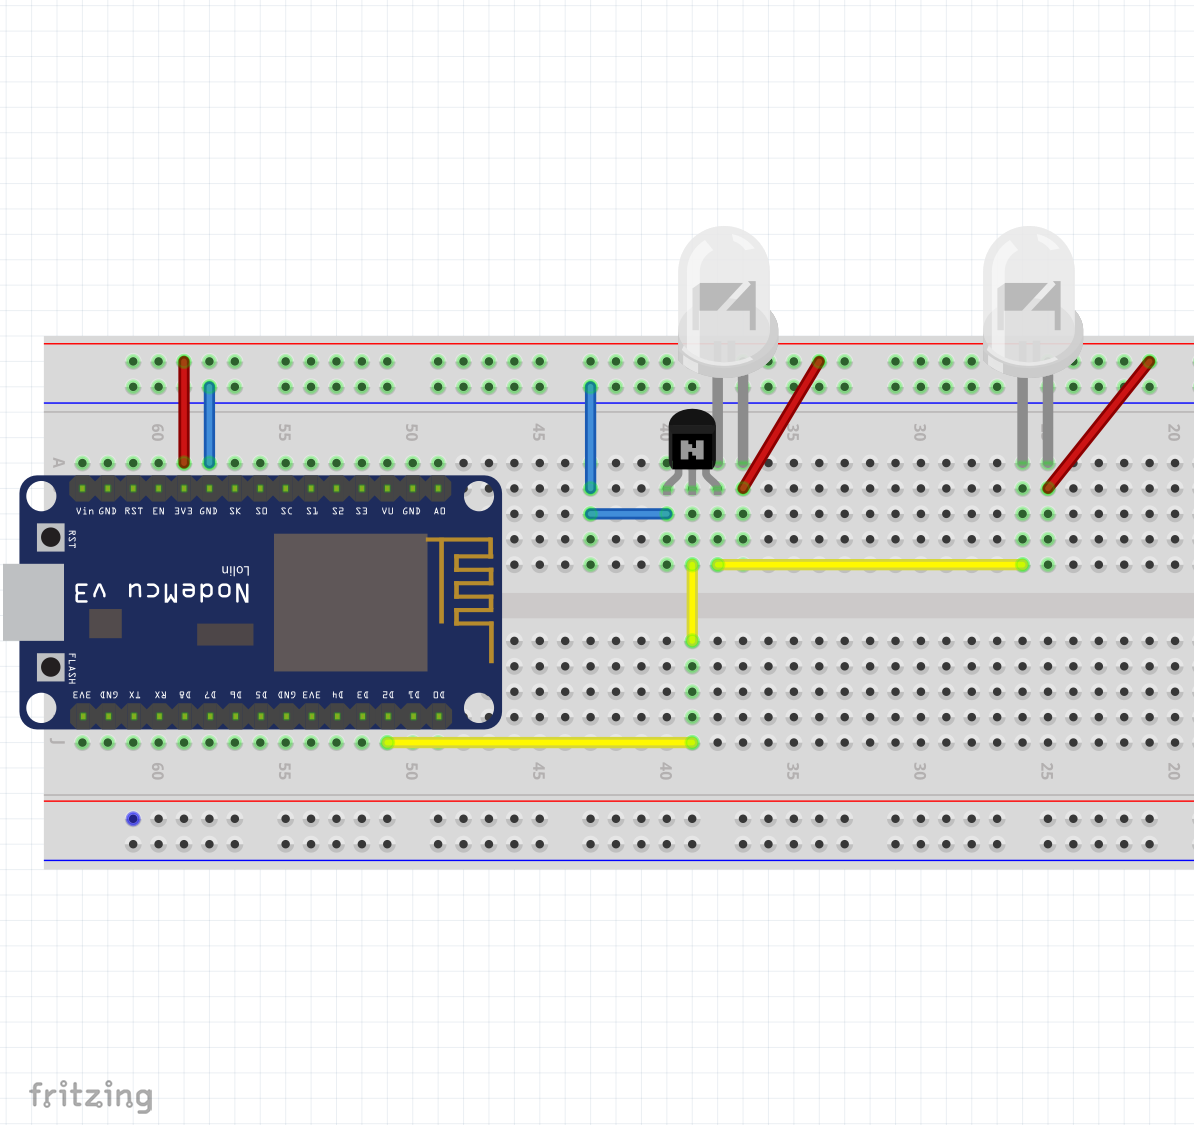 60 55 50 45 40 35 30 25 20
A
Vin GND RST EN 3V3 GND SK SO SC S1 S2 S3 VU GND AO
RST
Lolin
NodeMcu v3
FLASH
3V3 GND TX RX D8 D7 D6 D5 GND 3V3 D4 D3 D2 D1 D0
J
60 55 50 45 40 35 30 25 20
N
fritzing